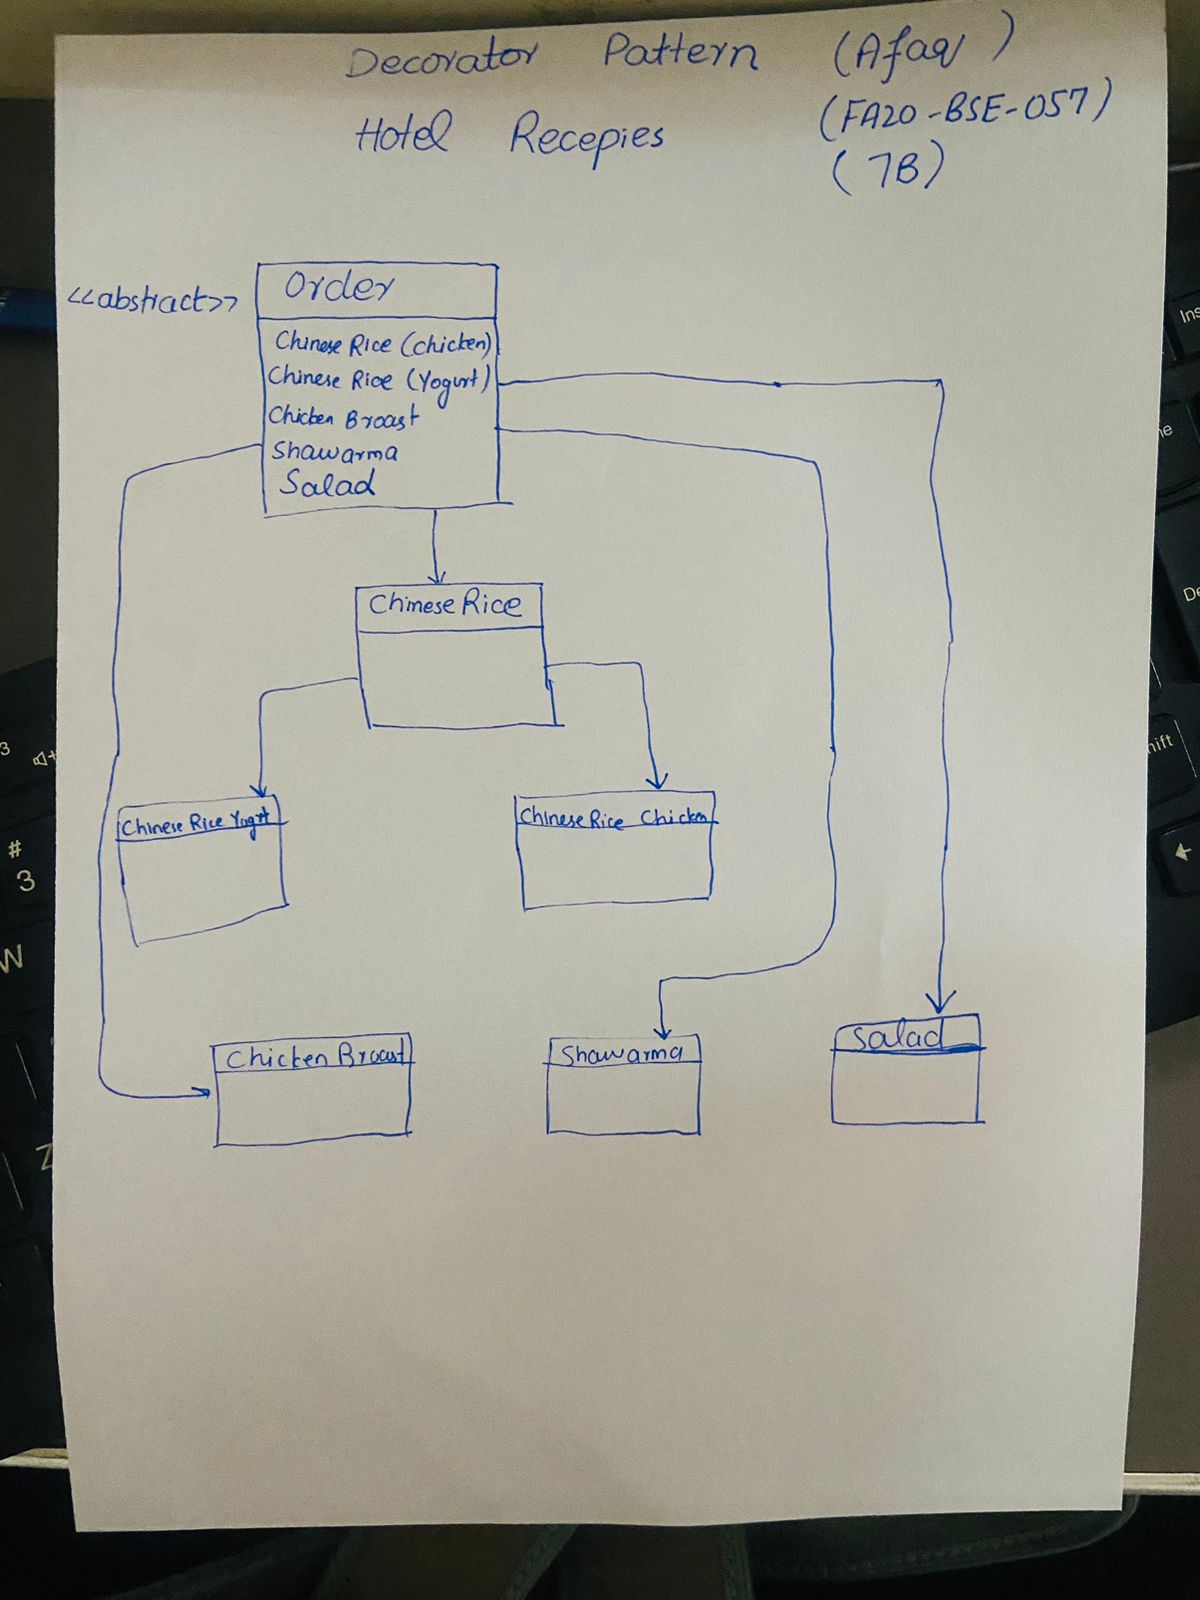 Decorator Pattern (Afaq)
Hotel Recepies (FA20-BSE-057)
(7B)
<<abstract>> Order
Chinese Rice (Chicken)
Chinese Rice (Yogurt)
Chicken Broast
Shawarma
Salad
Chinese Rice
Chinese Rice Yogrt
Chinese Rice Chicken
Chicken Broast
Shawarma
Salad
Ins
De
hift
3
#
3
W
Z